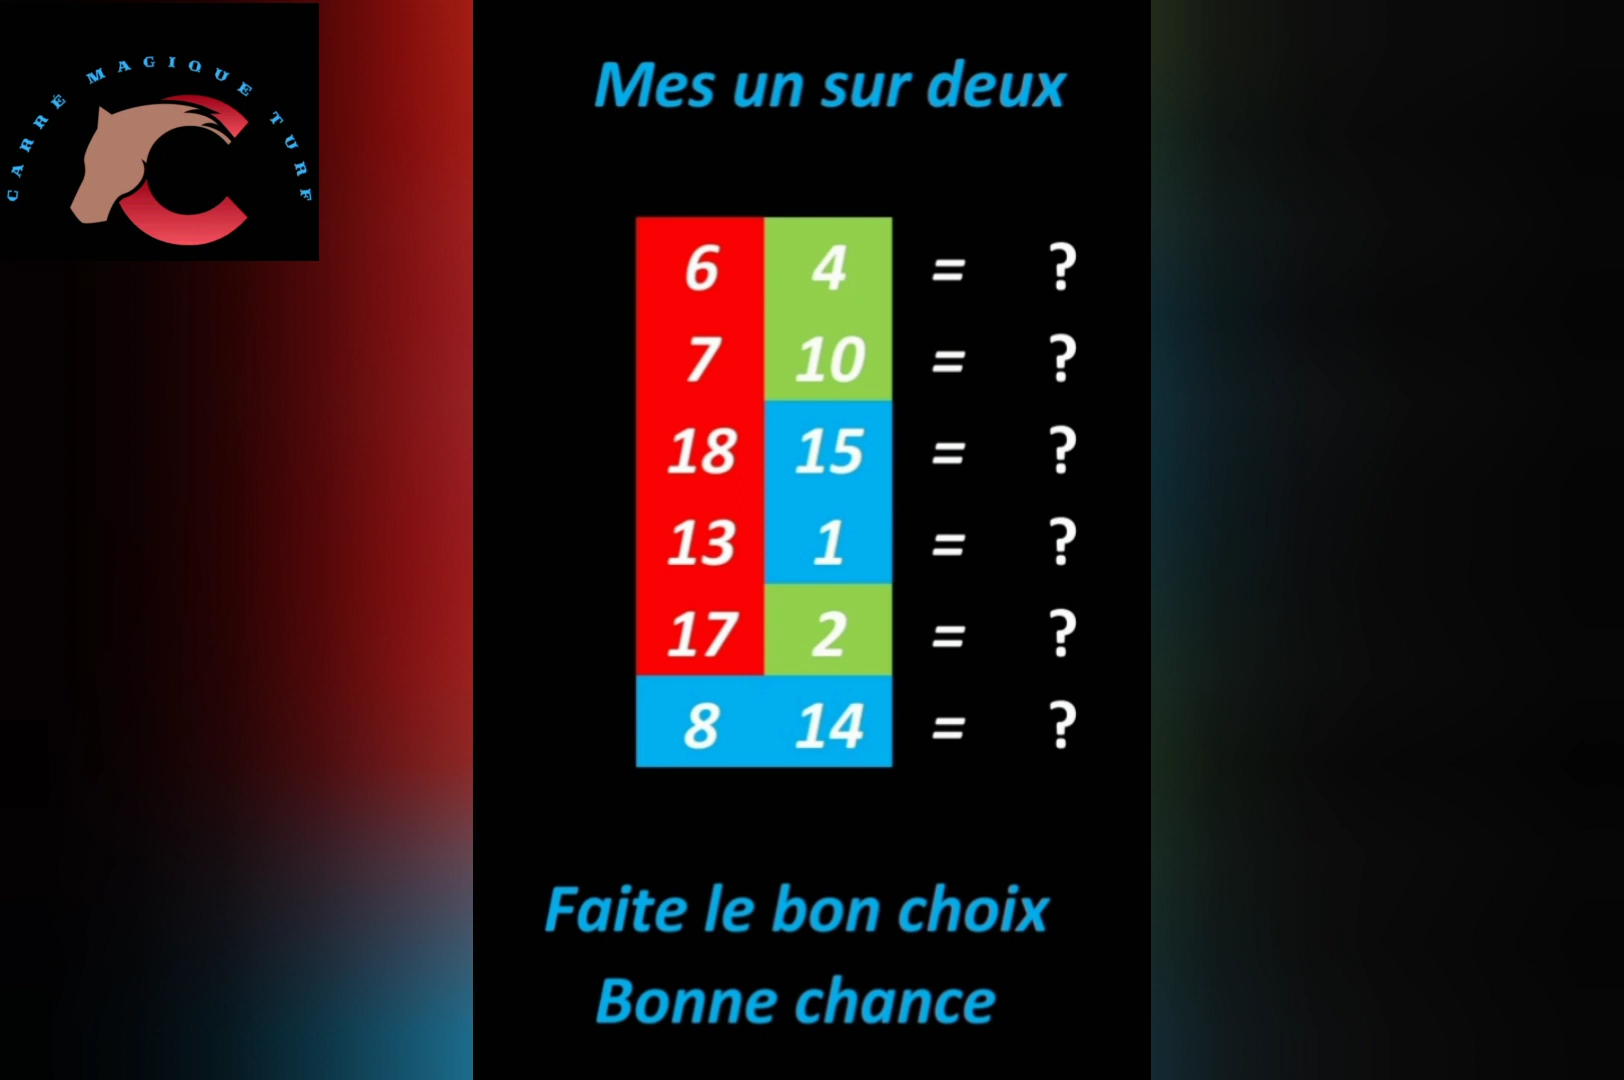 CARRÉ MAGIQUE TURF
Mes un sur deux
6 4 = ?
7 10 = ?
18 15 = ?
13 1 = ?
17 2 = ?
8 14 = ?
Faite le bon choix
Bonne chance